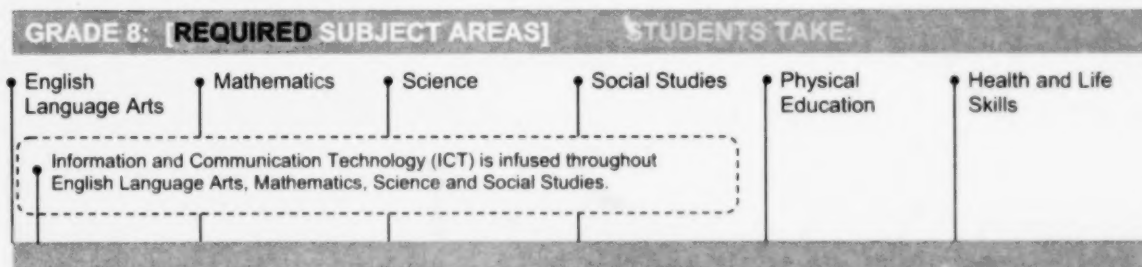 GRADE 8: [REQUIRED SUBJECT AREAS] STUDENTS TAKE:
English
Language Arts
Mathematics
Science
Social Studies
Physical
Education
Health and Life
Skills
Information and Communication Technology (ICT) is infused throughout
English Language Arts, Mathematics, Science and Social Studies.